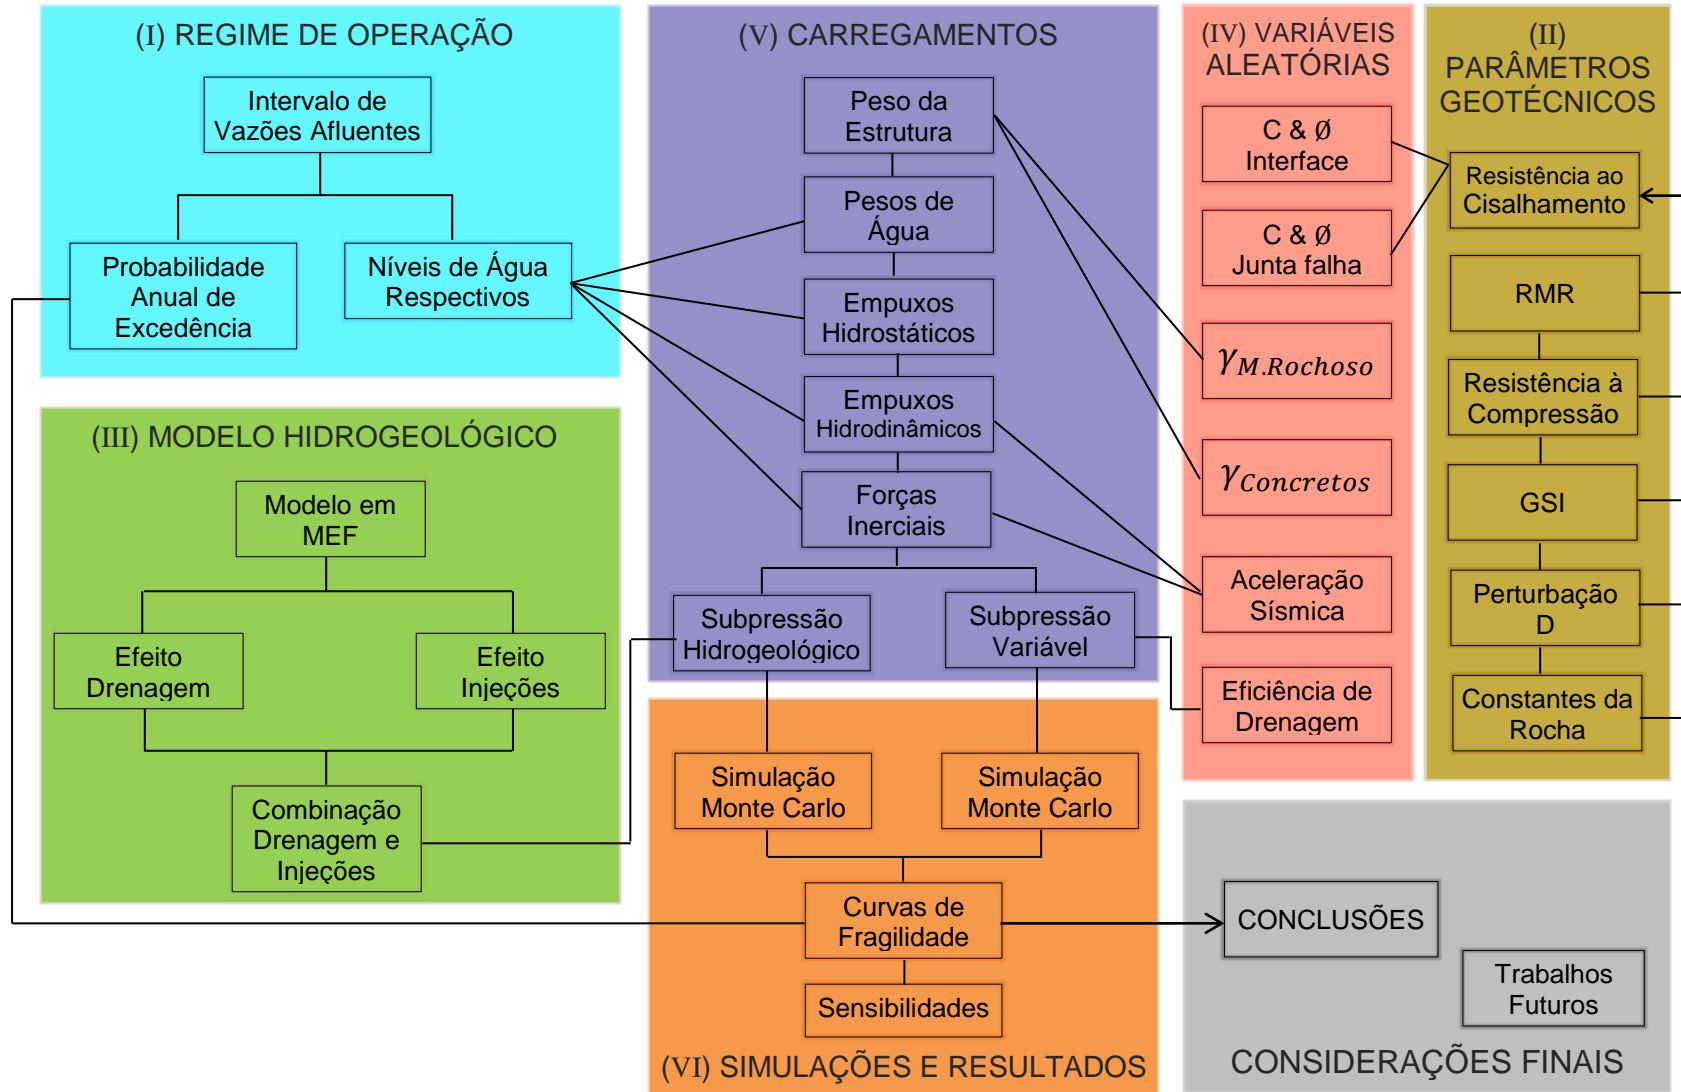 (I) REGIME DE OPERAÇÃO
Intervalo de
Vazões Afluentes
Probabilidade
Anual de
Excedência
Níveis de Água
Respectivos
(III) MODELO HIDROGEOLÓGICO
Modelo em
MEF
Efeito
Drenagem
Efeito
Injeções
Combinação
Drenagem e
Injeções
(V) CARREGAMENTOS
Peso da
Estrutura
Pesos de
Água
Empuxos
Hidrostáticos
Empuxos
Hidrodinâmicos
Forças
Inerciais
Subpressão
Hidrogeológico
Subpressão
Variável
Simulação
Monte Carlo
Simulação
Monte Carlo
Curvas de
Fragilidade
Sensibilidades
(VI) SIMULAÇÕES E RESULTADOS
(IV) VARIÁVEIS
ALEATÓRIAS
C & Ø
Interface
C & Ø
Junta falha
γM.Rochoso
γConcretos
Aceleração
Sísmica
Eficiência de
Drenagem
(II)
PARÂMETROS
GEOTÉCNICOS
Resistência ao
Cisalhamento
RMR
Resistência à
Compressão
GSI
Perturbação
D
Constantes da
Rocha
CONCLUSÕES
Trabalhos
Futuros
CONSIDERAÇÕES FINAIS